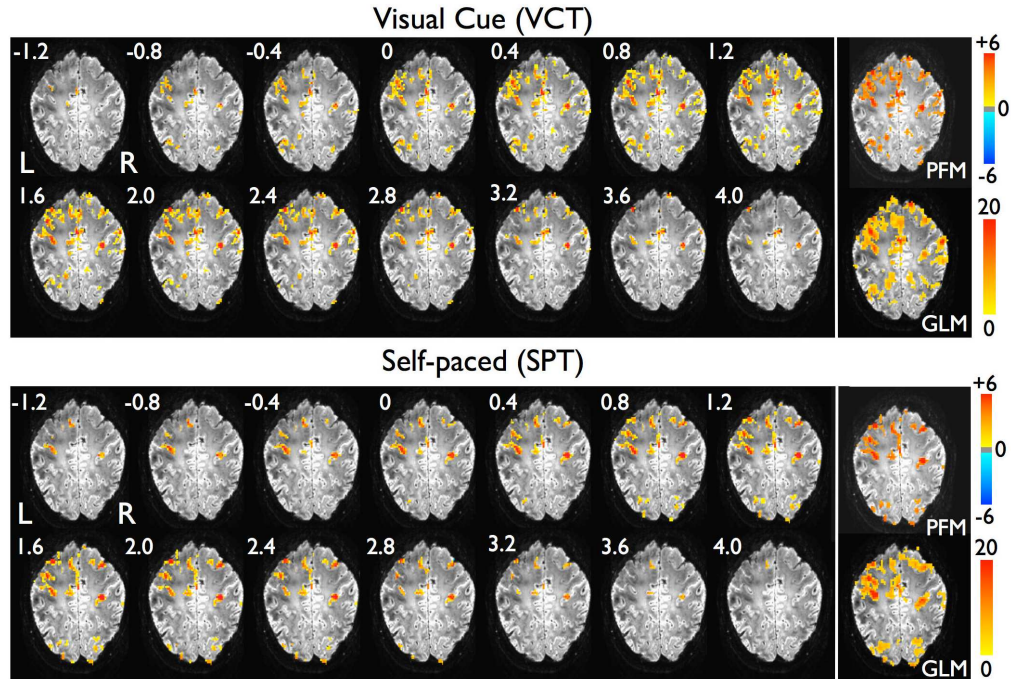 Visual Cue (VCT)
-1.2 -0.8 -0.4 0 0.4 0.8 1.2 +6
0
L R PFM -6
1.6 2.0 2.4 2.8 3.2 3.6 4.0 20
GLM 0
Self-paced (SPT)
-1.2 -0.8 -0.4 0 0.4 0.8 1.2 +6
0
L R PFM -6
1.6 2.0 2.4 2.8 3.2 3.6 4.0 20
GLM 0